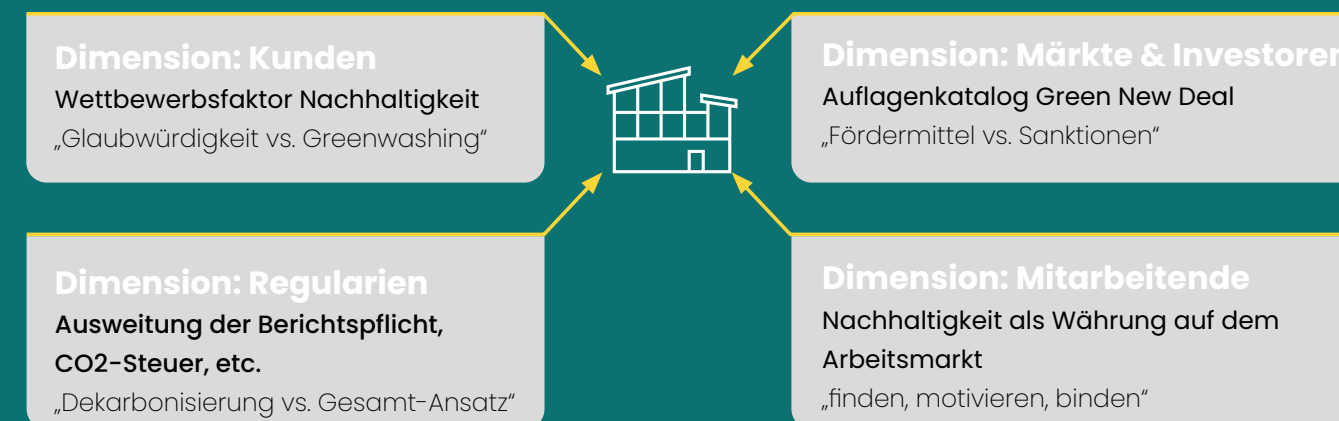 Dimension: Kunden
Wettbewerbsfaktor Nachhaltigkeit
„Glaubwürdigkeit vs. Greenwashing“
Dimension: Märkte & Investoren
Auflagenkatalog Green New Deal
„Fördermittel vs. Sanktionen“
Dimension: Regularien
Ausweitung der Berichtspflicht,
CO2-Steuer, etc.
„Dekarbonisierung vs. Gesamt-Ansatz“
Dimension: Mitarbeitende
Nachhaltigkeit als Währung auf dem
Arbeitsmarkt
„finden, motivieren, binden“